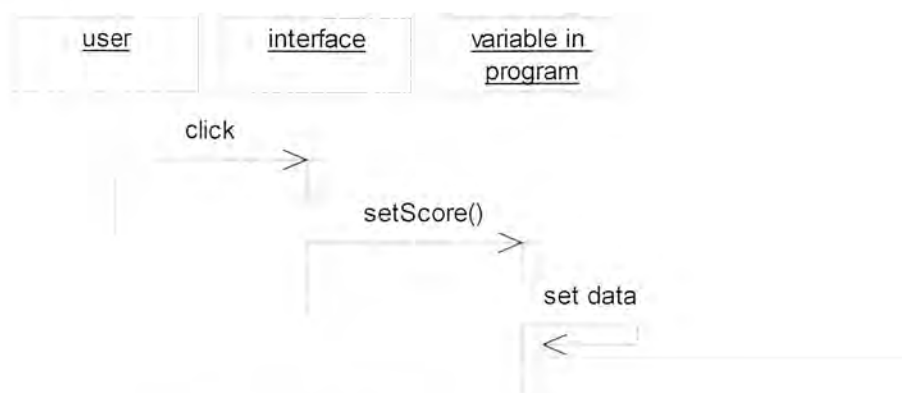 user
interface
variable in
program
click
setScore()
set data